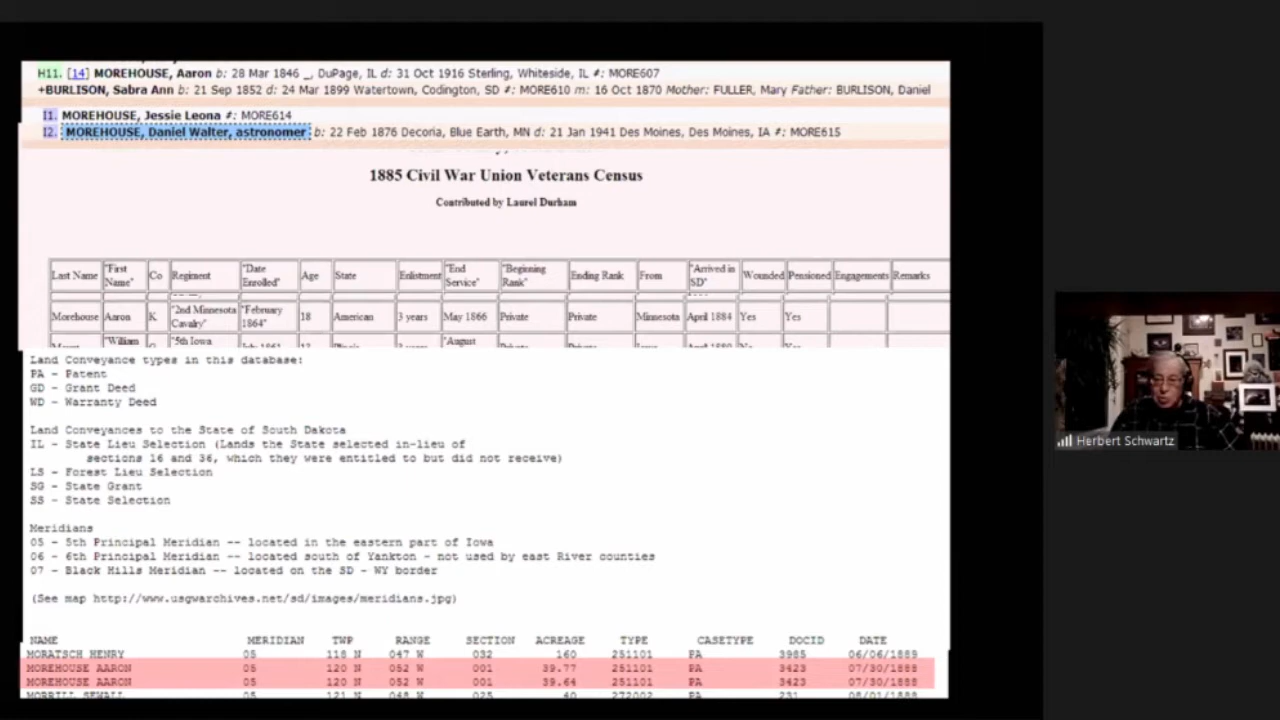 H11. [14] MOREHOUSE, Aaron b: 28 Mar 1846 _, DuPage, IL d: 31 Oct 1916 Sterling, Whiteside, IL #: MORE607
+BURLISON, Sabra Ann b: 21 Sep 1852 d: 24 Mar 1899 Watertown, Codington, SD #: MORE610 m: 16 Oct 1870 Mother: FULLER, Mary Father: BURLISON, Daniel
I1. MOREHOUSE, Jessie Leona #: MORE614
I2. MOREHOUSE, Daniel Walter, astronomer b: 22 Feb 1876 Decoria, Blue Earth, MN d: 21 Jan 1941 Des Moines, Des Moines, IA #: MORE615
1885 Civil War Union Veterans Census
Contributed by Laurel Durham
Last Name "First Name" Co Regiment "Date Enrolled" Age State Enlistment "End Service" "Beginning Rank" Ending Rank From "Arrived in SD" Wounded Pensioned Engagements Remarks
Morehouse Aaron K "2nd Minnesota Cavalry" "February 1864" 18 American 3 years May 1866 Private Private Minnesota April 1884 Yes Yes
"William "5th Iowa "August
Land Conveyance types in this database:
PA - Patent
GD - Grant Deed
WD - Warranty Deed
Land Conveyances to the State of South Dakota
IL - State Lieu Selection (Lands the State selected in-lieu of
sections 16 and 36, which they were entitled to but did not receive)
LS - Forest Lieu Selection
SG - State Grant
SS - State Selection
Meridians
05 - 5th Principal Meridian -- located in the eastern part of Iowa
06 - 6th Principal Meridian -- located south of Yankton - not used by east River counties
07 - Black Hills Meridian -- located on the SD - WY border
(See map http://www.usgwarchives.net/sd/images/meridians.jpg)
NAME MERIDIAN TWP RANGE SECTION ACREAGE TYPE CASETYPE DOCID DATE
MORATSCH HENRY 05 118 N 047 W 032 160 251101 PA 3985 06/06/1889
MOREHOUSE AARON 05 120 N 052 W 001 39.77 251101 PA 3423 07/30/1888
MOREHOUSE AARON 05 120 N 052 W 001 39.64 251101 PA 3423 07/30/1888
MORRILL SEWALL 05 121 N 048 W 025 40 272002 PA 231
Herbert Schwartz